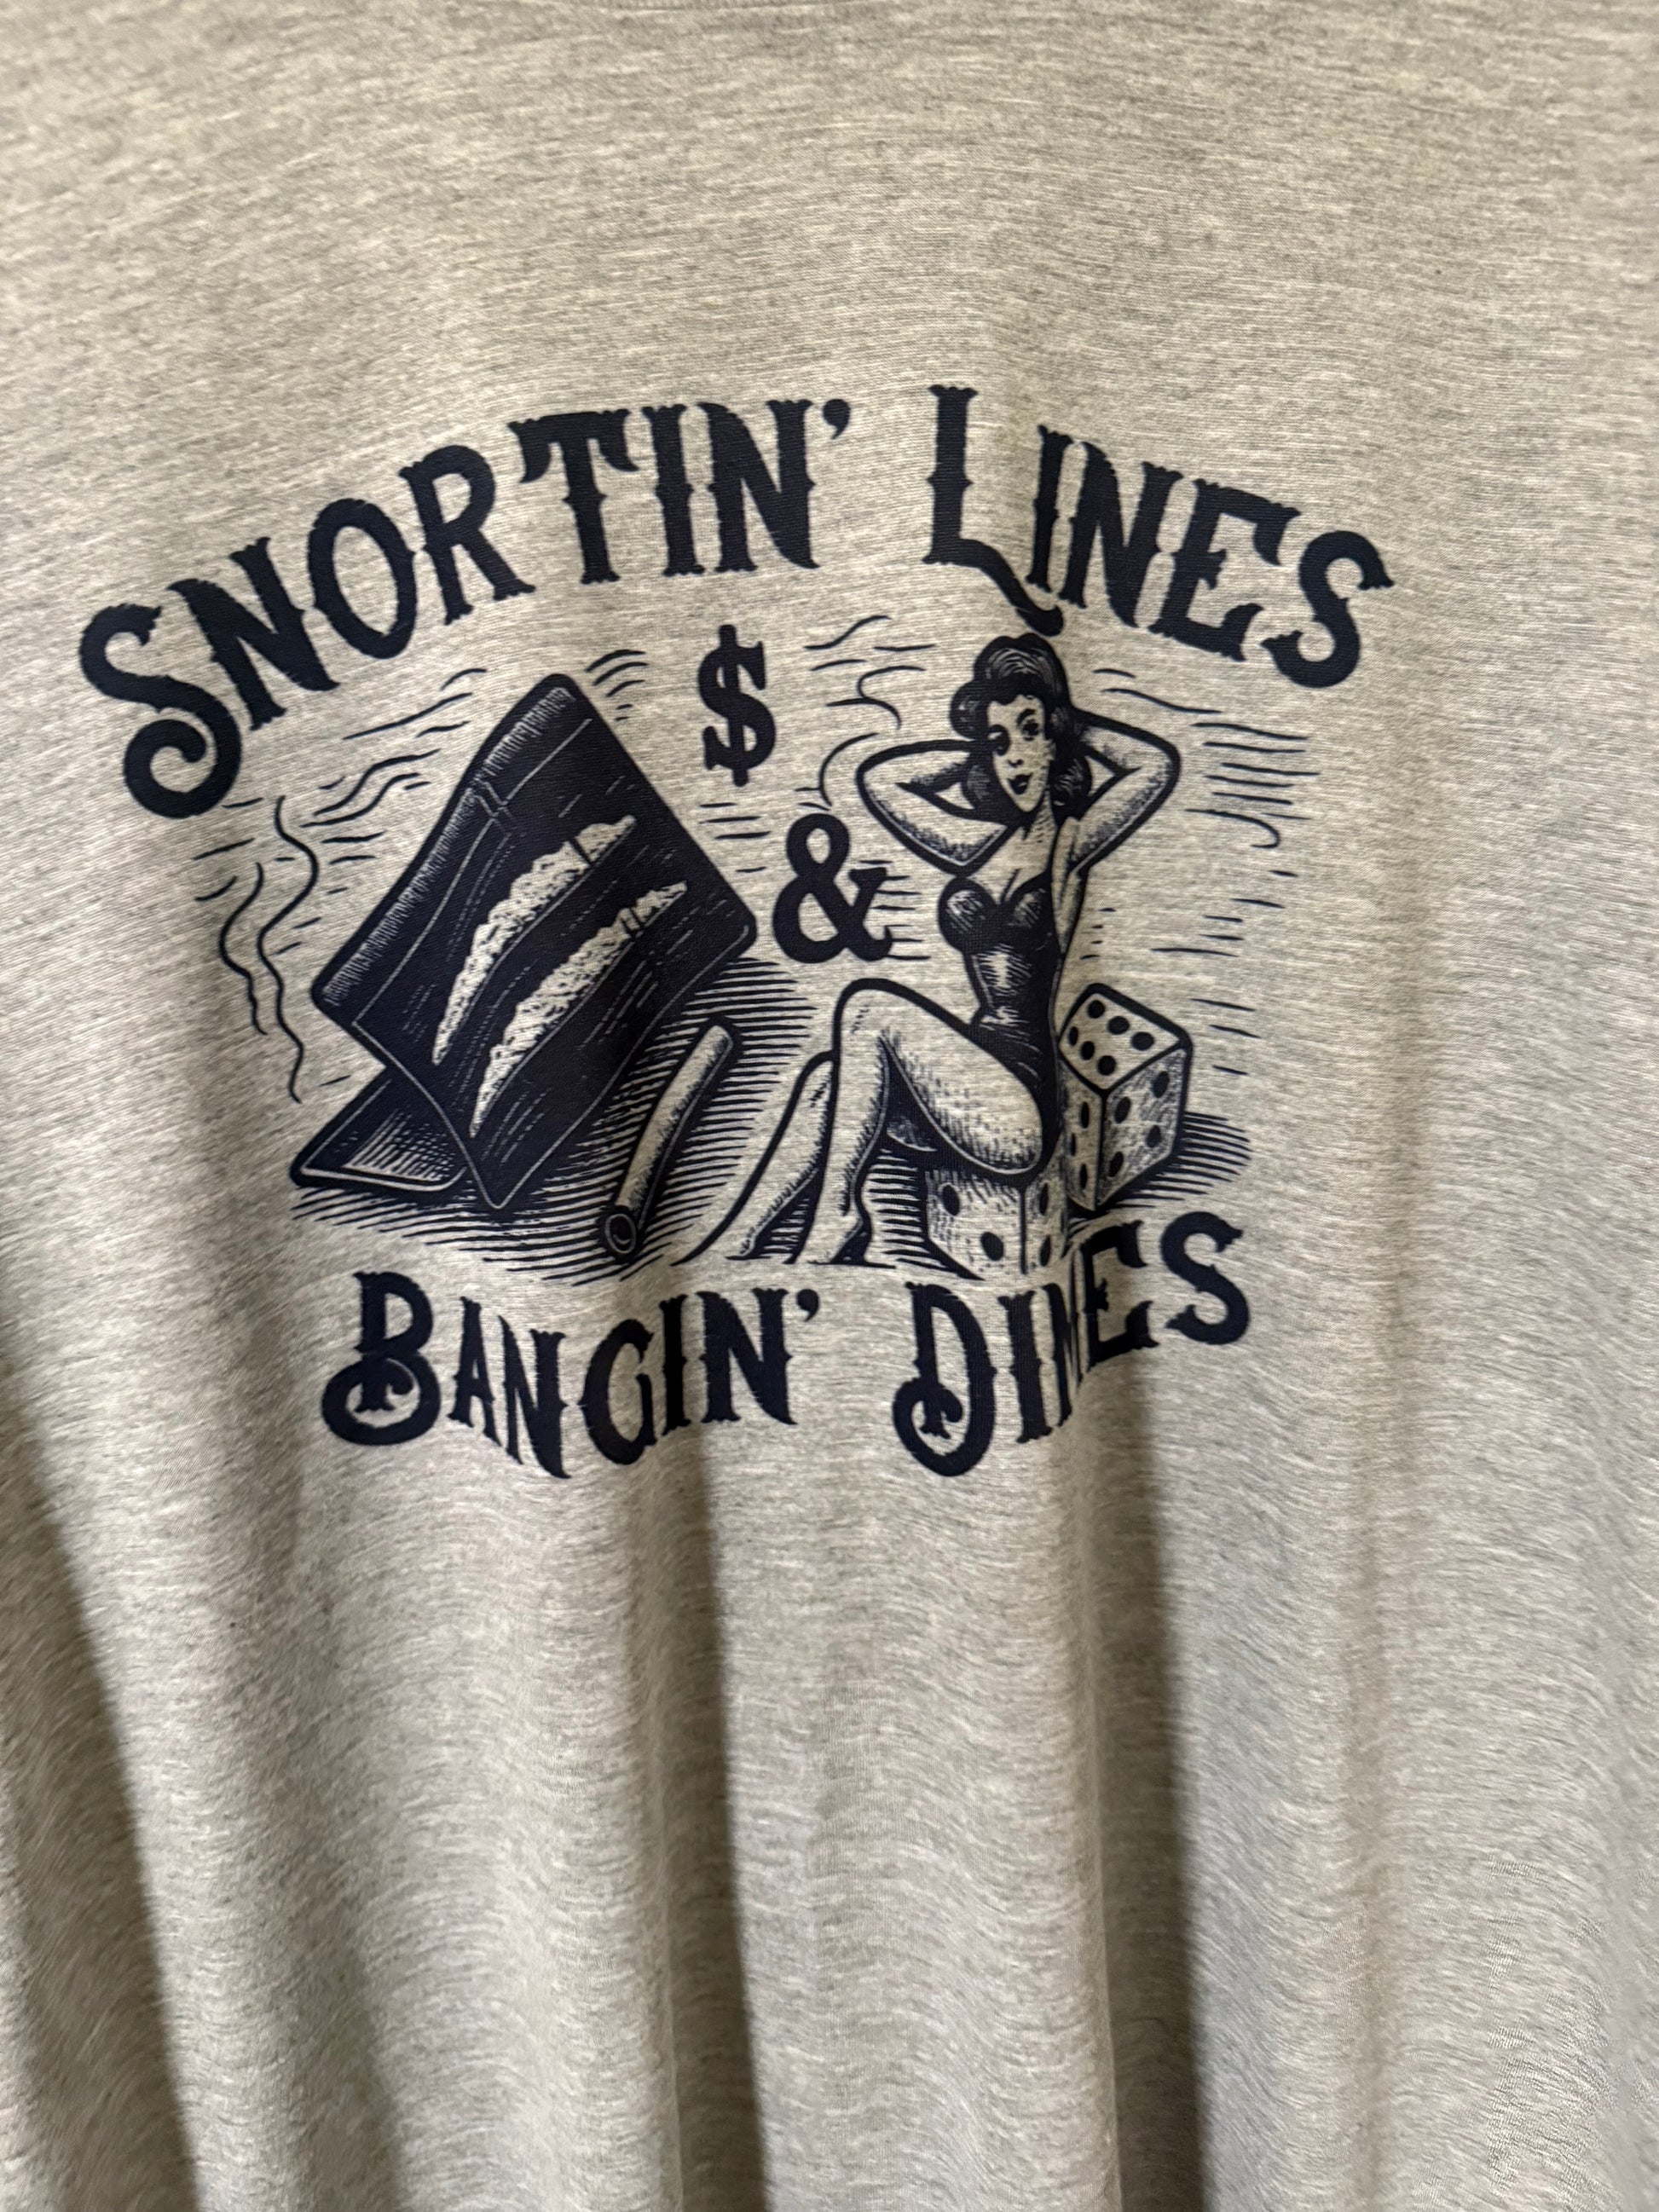 SNORTIN' LINES
$
&
BANGIN' DIMES